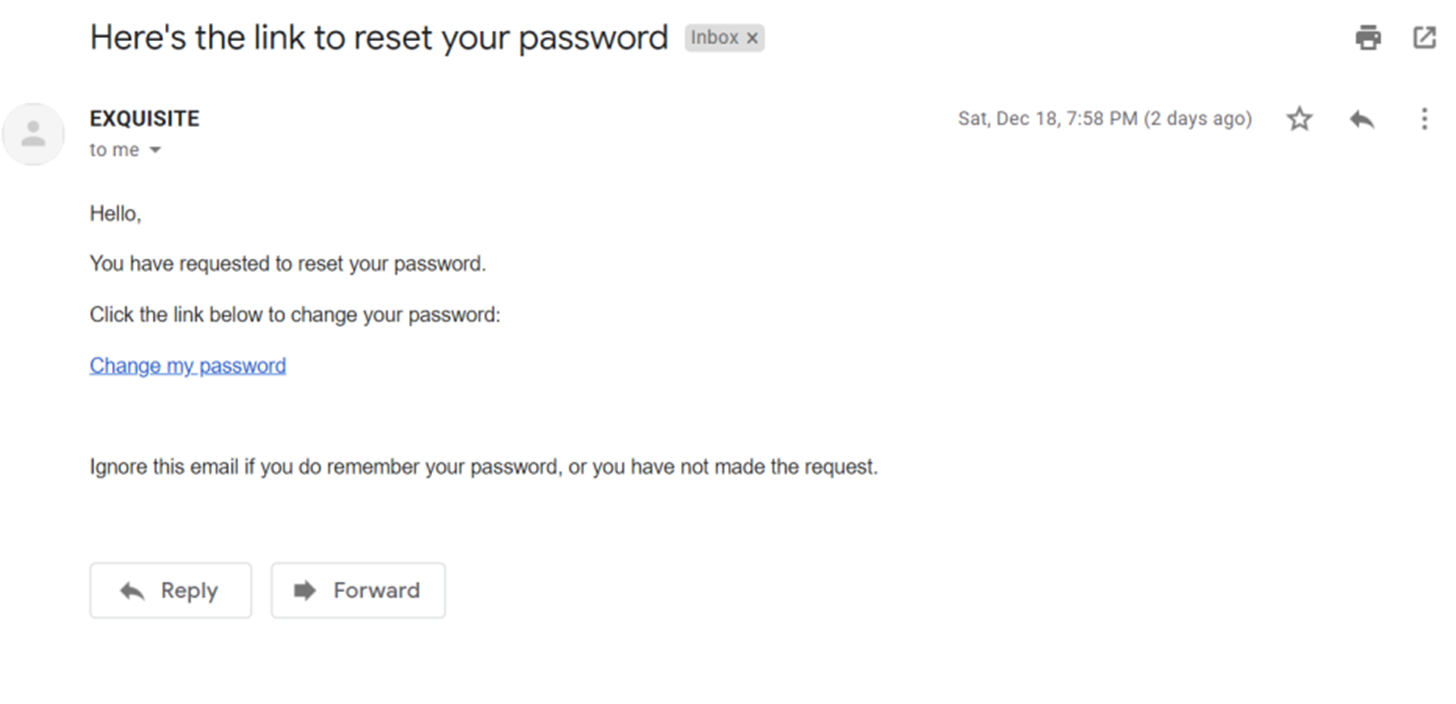 Here's the link to reset your password Inbox ×
EXQUISITE Sat, Dec 18, 7:58 PM (2 days ago)
to me
Hello,
You have requested to reset your password.
Click the link below to change your password:
Change my password
Ignore this email if you do remember your password, or you have not made the request.
Reply Forward